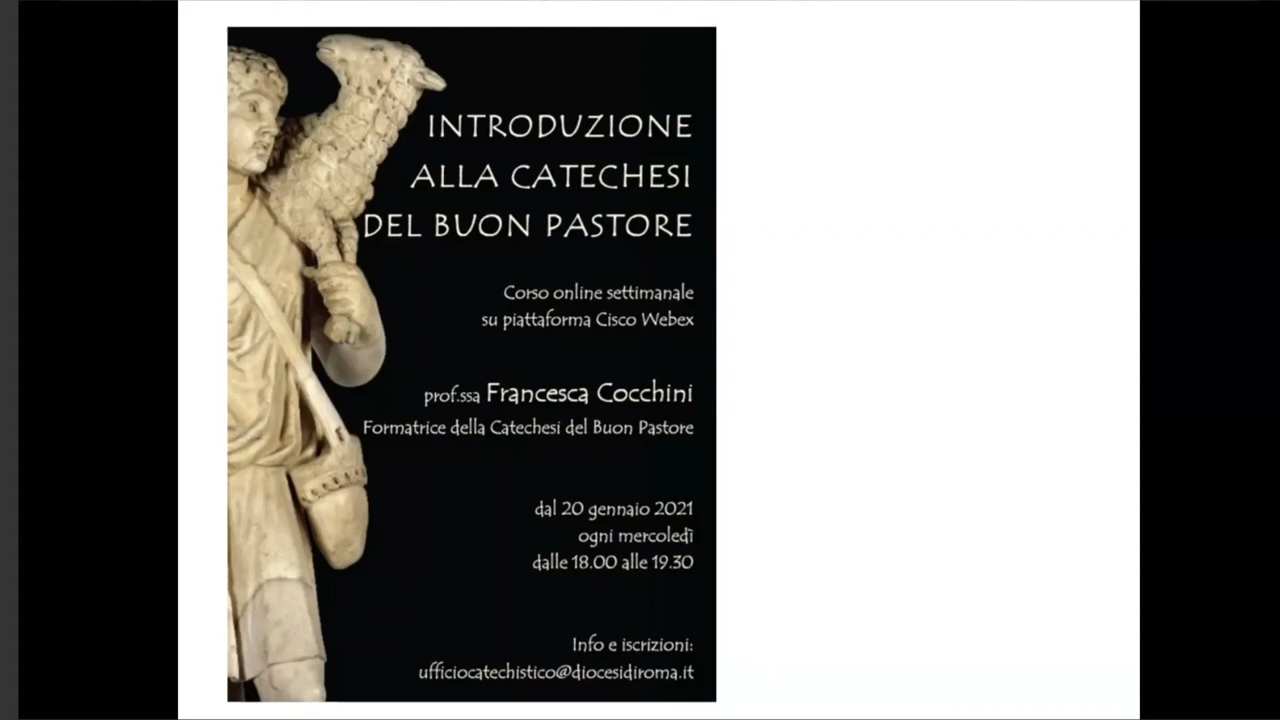 INTRODUZIONE
ALLA CATECHESI
DEL BUON PASTORE
Corso online settimanale
su piattaforma Cisco Webex
prof.ssa Francesca Cocchini
Formatrice della Catechesi del Buon Pastore
dal 20 gennaio 2021
ogni mercoledì
dalle 18.00 alle 19.30
Info e iscrizioni:
ufficiocatechistico@diocesidiroma.it